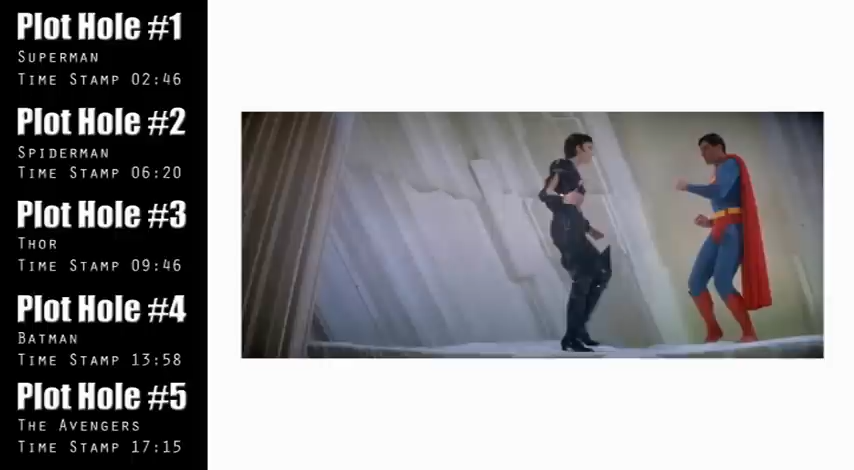 Plot Hole #1
Superman
Time Stamp 02:46
Plot Hole #2
Spiderman
Time Stamp 06:20
Plot Hole #3
Thor
Time Stamp 09:46
Plot Hole #4
Batman
Time Stamp 13:58
Plot Hole #5
The Avengers
Time Stamp 17:15